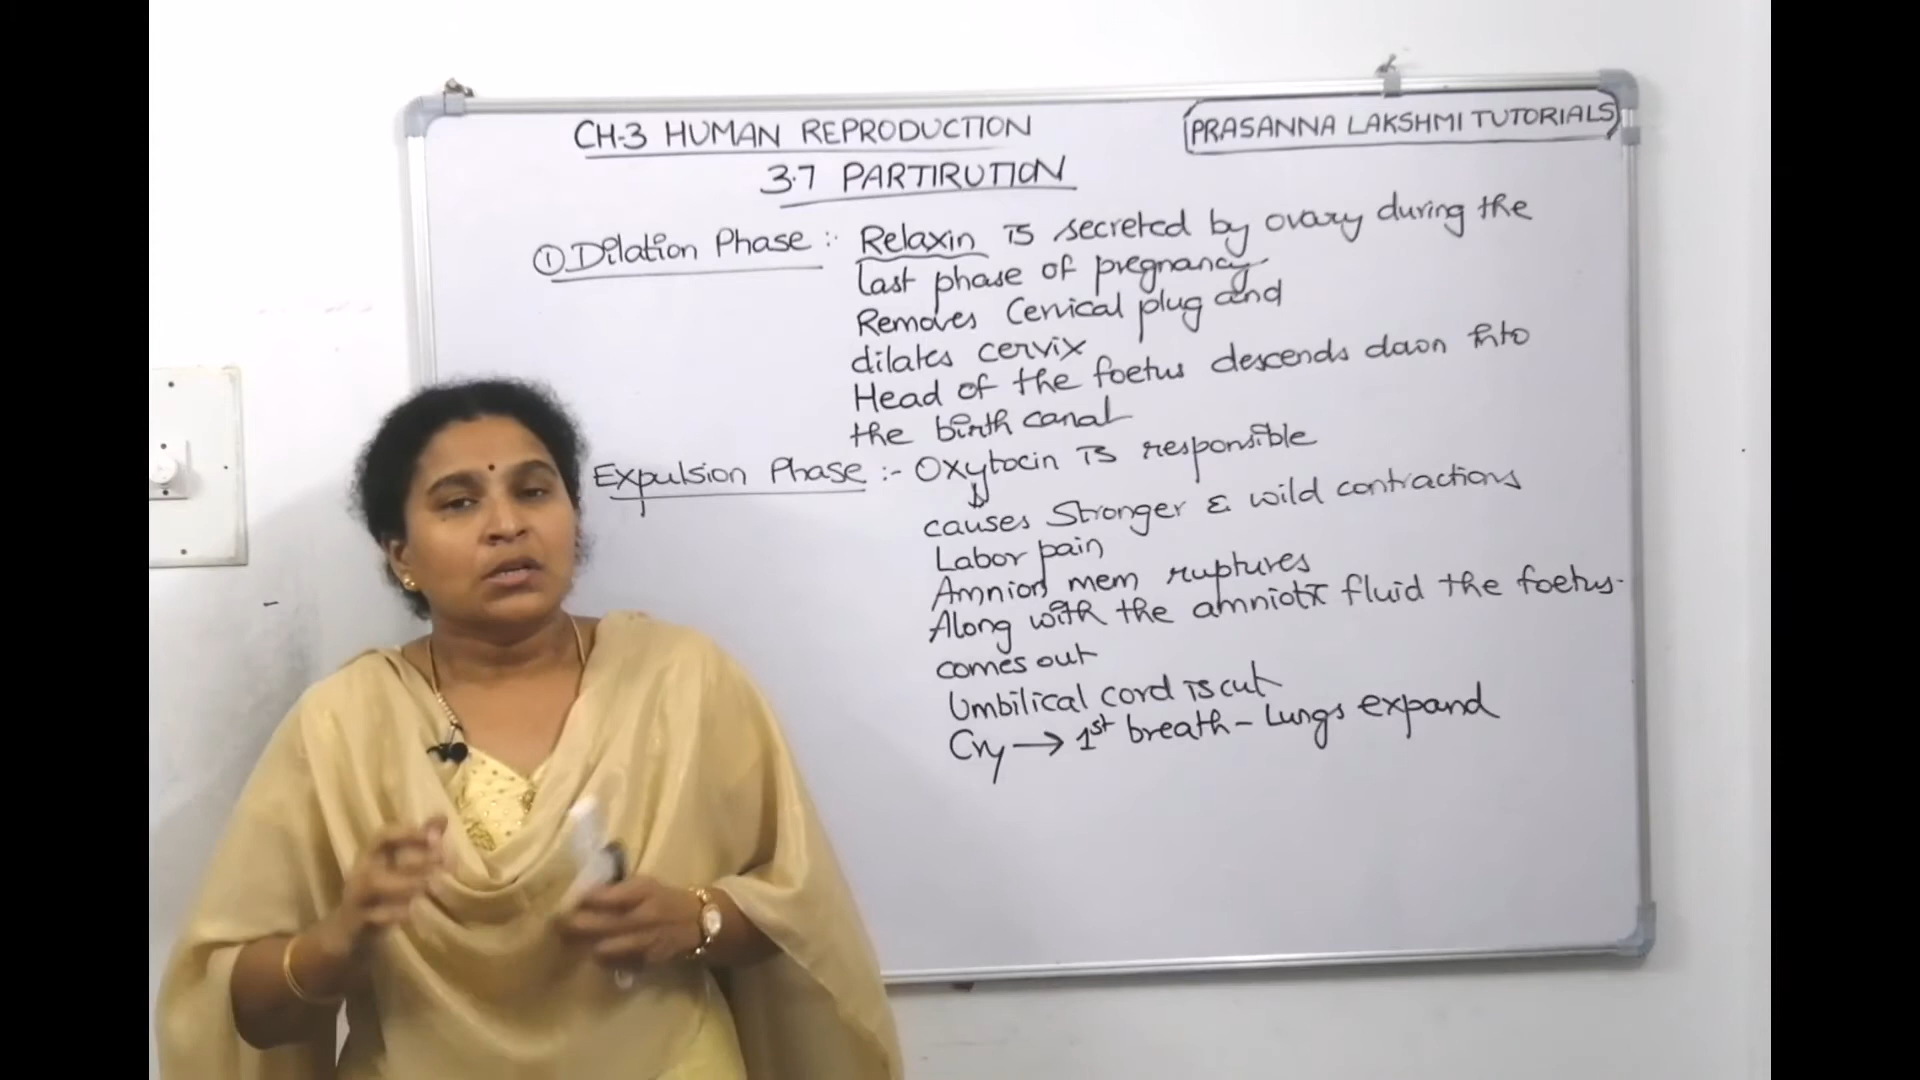 CH-3 HUMAN REPRODUCTION
PRASANNA LAKSHMI TUTORIALS
3.7 PARTIRUTION
① Dilation Phase :- Relaxin is secreted by ovary during the
last phase of pregnancy
Removes Cervical plug and
dilates cervix
Head of the foetus descends down into
the birth canal
Expulsion Phase :- Oxytocin is responsible
↓
causes Stronger & wild contractions
Labor pain
Amnion mem ruptures
Along with the amniotic fluid the foetus
comes out
Umbilical cord is cut
Cry → 1st breath - Lungs expand